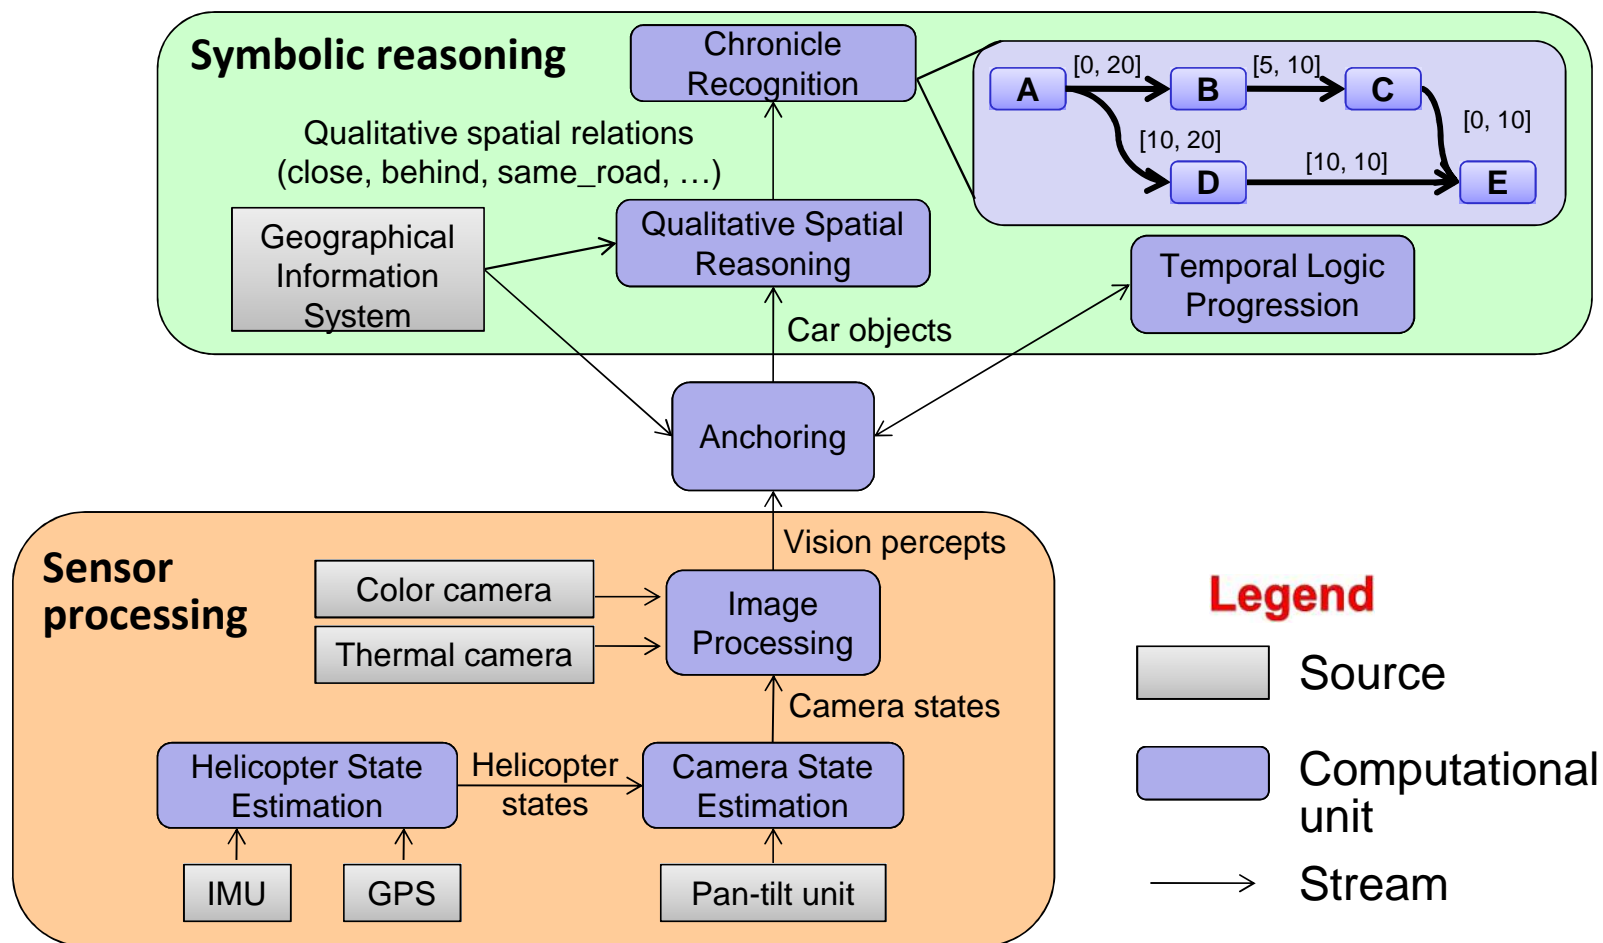 Symbolic reasoning
Chronicle
Recognition
A
[0, 20]
B
[5, 10]
C
[0, 10]
[10, 20]
D
[10, 10]
E
Qualitative spatial relations
(close, behind, same_road, …)
Geographical
Information
System
Qualitative Spatial
Reasoning
Temporal Logic
Progression
Car objects
Anchoring
Sensor
processing
Vision percepts
Color camera
Thermal camera
Image
Processing
Camera states
Helicopter State
Estimation
Helicopter
states
Camera State
Estimation
IMU
GPS
Pan-tilt unit
Legend
Source
Computational
unit
Stream